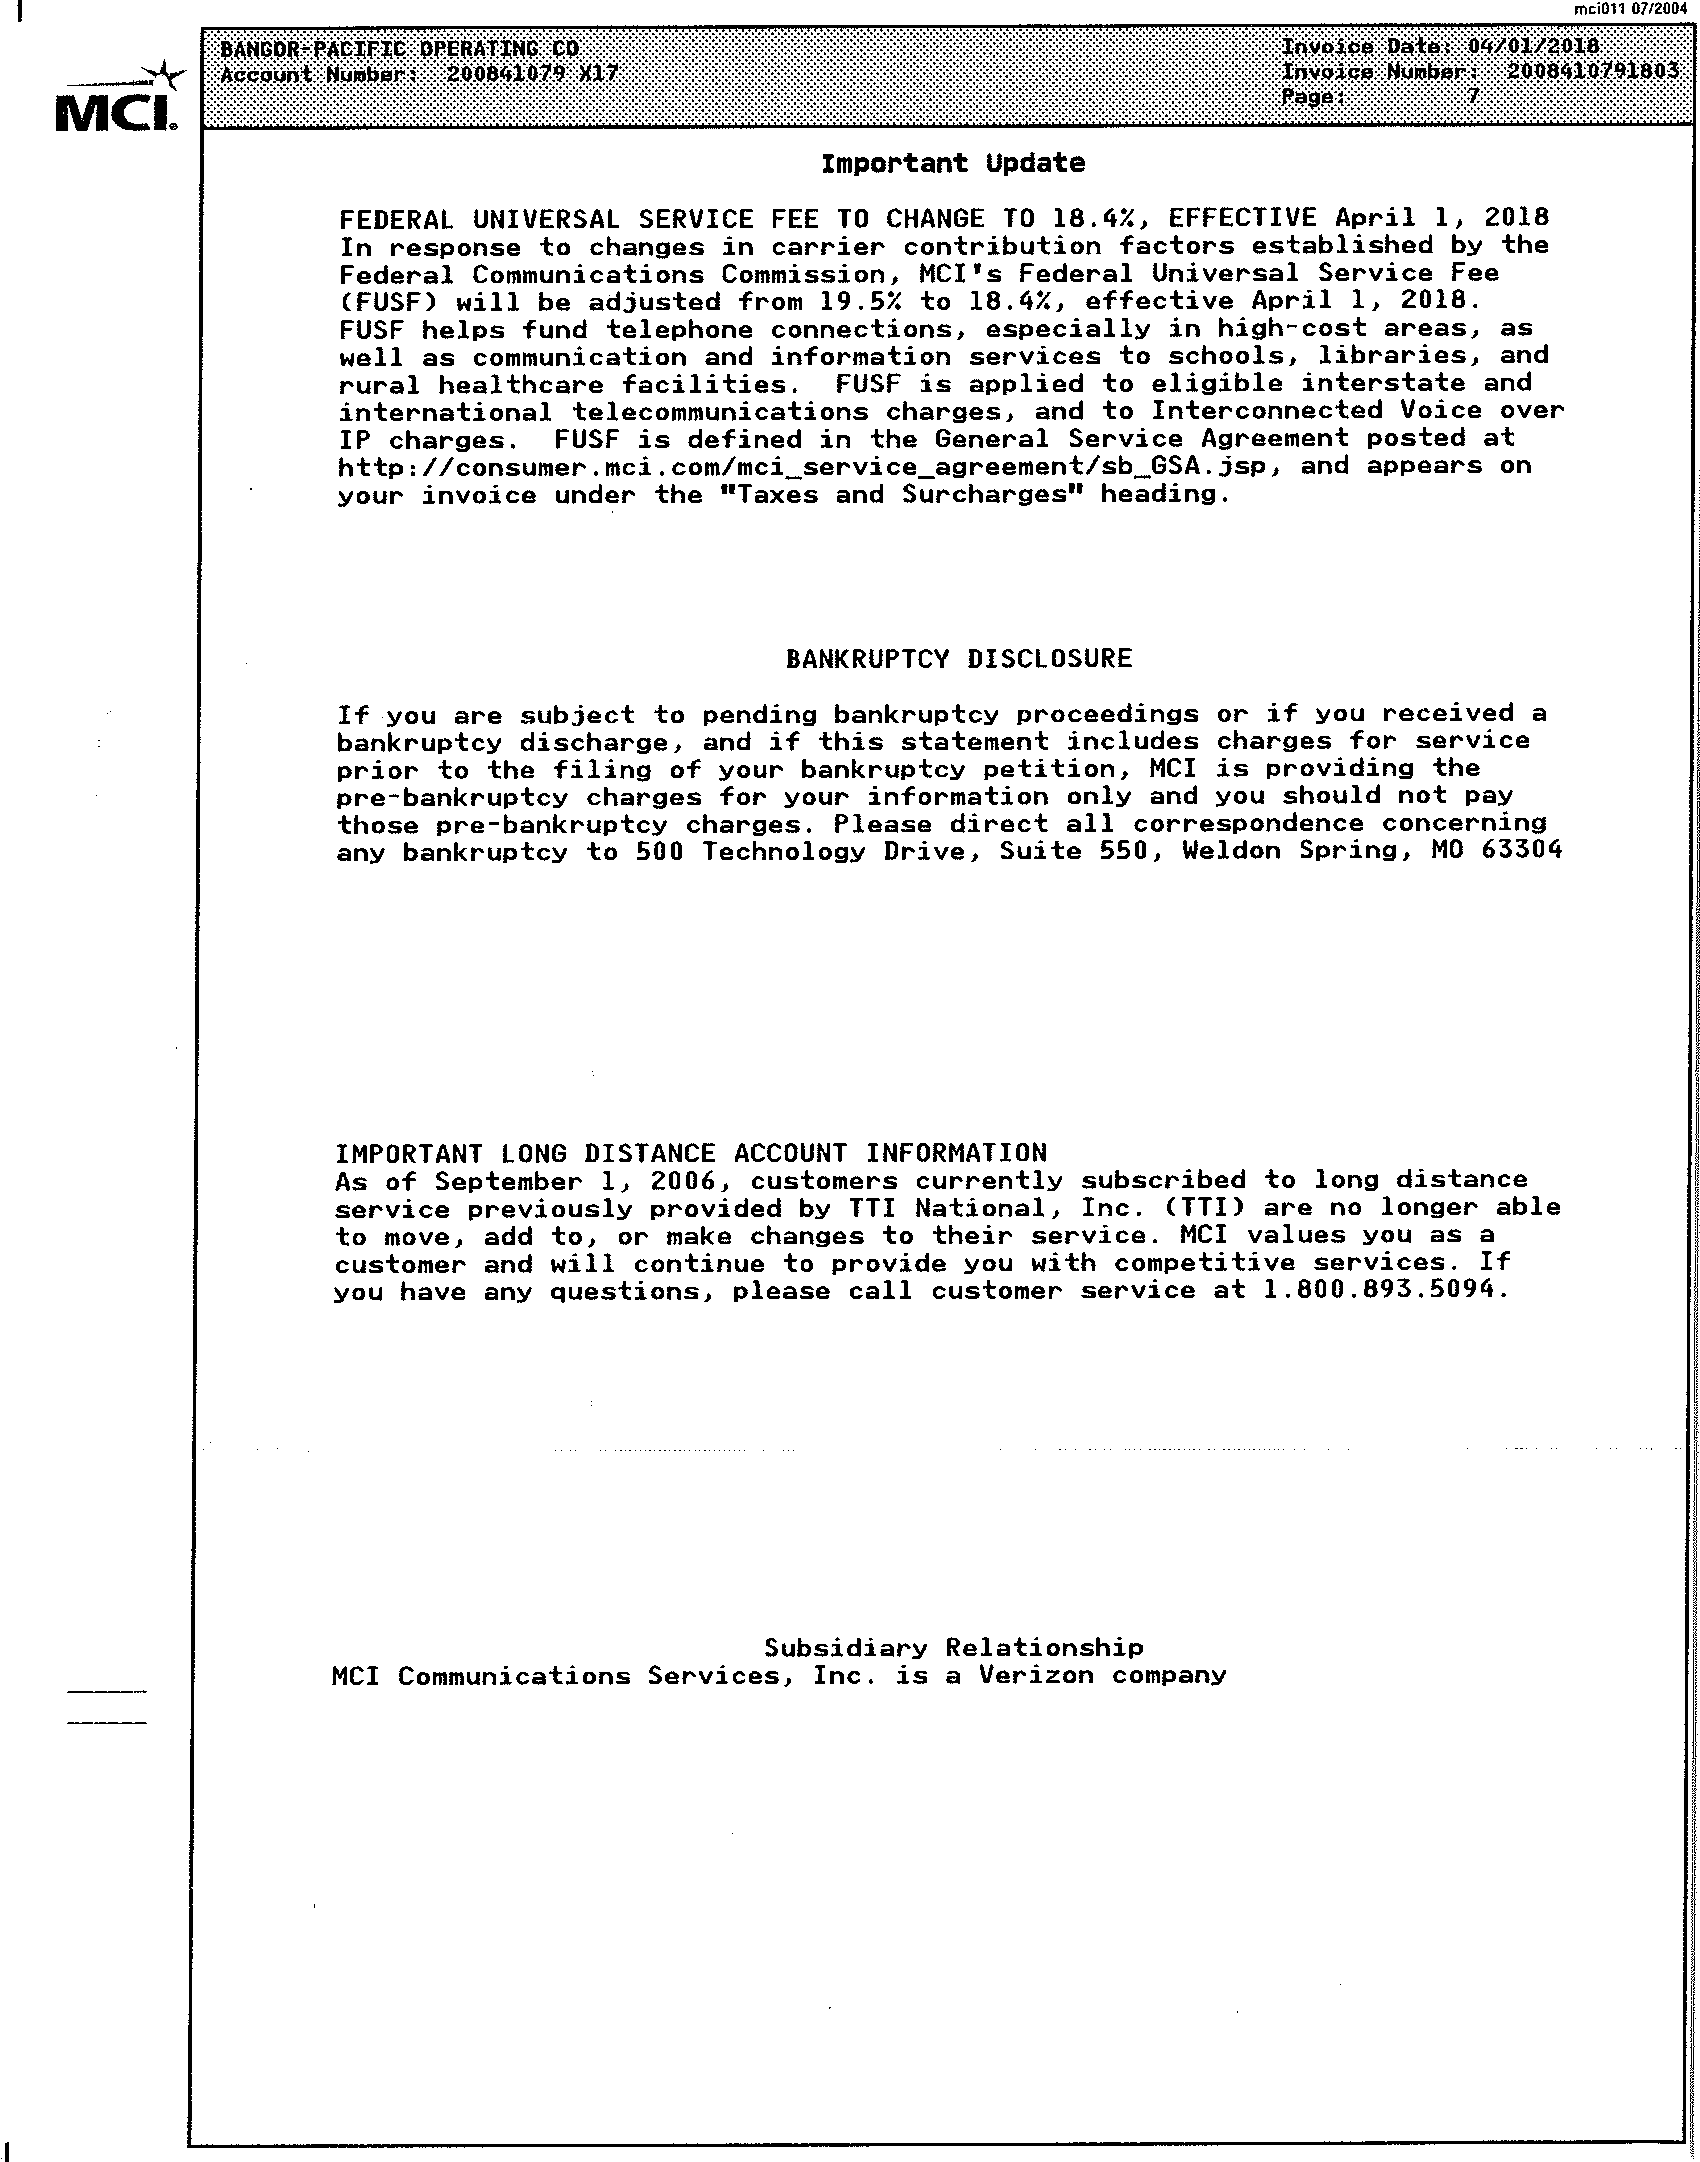 mci011 07/2004
BANGOR-PACIFIC OPERATING CO
Account Number: 200841079 X17
Invoice Date: 04/01/2018
Invoice Number: 2008410791803
Page: 7
MCI.
Important Update
FEDERAL UNIVERSAL SERVICE FEE TO CHANGE TO 18.4%, EFFECTIVE April 1, 2018
In response to changes in carrier contribution factors established by the
Federal Communications Commission, MCI's Federal Universal Service Fee
(FUSF) will be adjusted from 19.5% to 18.4%, effective April 1, 2018.
FUSF helps fund telephone connections, especially in high-cost areas, as
well as communication and information services to schools, libraries, and
rural healthcare facilities.  FUSF is applied to eligible interstate and
international telecommunications charges, and to Interconnected Voice over
IP charges.  FUSF is defined in the General Service Agreement posted at
http://consumer.mci.com/mci_service_agreement/sb_GSA.jsp, and appears on
your invoice under the "Taxes and Surcharges" heading.
BANKRUPTCY DISCLOSURE
If you are subject to pending bankruptcy proceedings or if you received a
bankruptcy discharge, and if this statement includes charges for service
prior to the filing of your bankruptcy petition, MCI is providing the
pre-bankruptcy charges for your information only and you should not pay
those pre-bankruptcy charges. Please direct all correspondence concerning
any bankruptcy to 500 Technology Drive, Suite 550, Weldon Spring, MO 63304
IMPORTANT LONG DISTANCE ACCOUNT INFORMATION
As of September 1, 2006, customers currently subscribed to long distance
service previously provided by TTI National, Inc. (TTI) are no longer able
to move, add to, or make changes to their service. MCI values you as a
customer and will continue to provide you with competitive services. If
you have any questions, please call customer service at 1.800.893.5094.
Subsidiary Relationship
MCI Communications Services, Inc. is a Verizon company